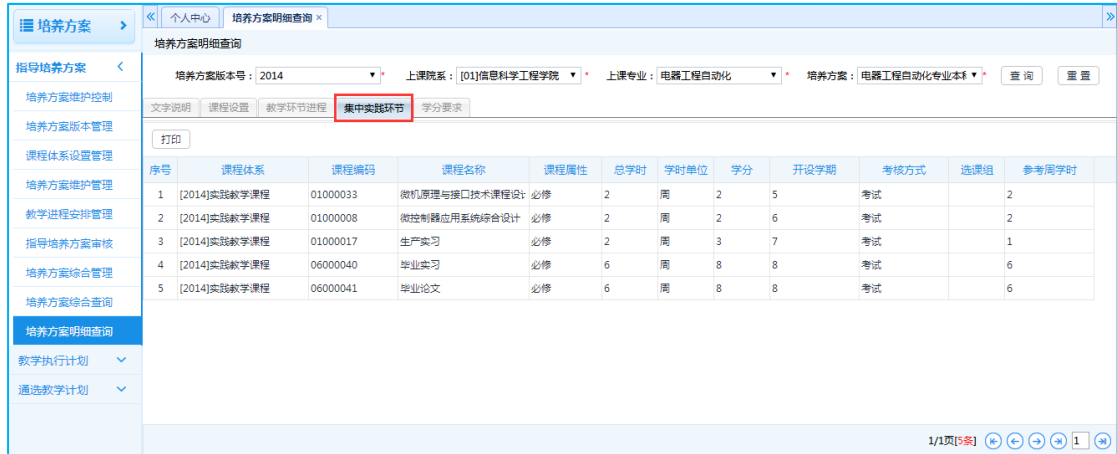 培养方案
指导培养方案
培养方案维护控制
培养方案版本管理
课程体系设置管理
培养方案维护管理
教学进程安排管理
指导培养方案审核
培养方案综合管理
培养方案综合查询
培养方案明细查询
教学执行计划
通选教学计划
个人中心 培养方案明细查询 ×
培养方案明细查询
培养方案版本号： 2014 * 上课院系： [01]信息科学工程学院 * 上课专业： 电器工程自动化 * 培养方案： 电器工程自动化专业本科 * 查询 重置
文字说明 课程设置 教学环节进程 集中实践环节 学分要求
打印
序号 课程体系 课程编码 课程名称 课程属性 总学时 学时单位 学分 开设学期 考核方式 选课组 参考周学时
1 [2014]实践教学课程 01000033 微机原理与接口技术课程设计 必修 2 周 2 5 考试 2
2 [2014]实践教学课程 01000008 微控制器应用系统综合设计 必修 2 周 2 6 考试 2
3 [2014]实践教学课程 01000017 生产实习 必修 2 周 3 7 考试 1
4 [2014]实践教学课程 06000040 毕业实习 必修 6 周 8 8 考试 6
5 [2014]实践教学课程 06000041 毕业论文 必修 6 周 8 8 考试 6
1/1页[5条] 1